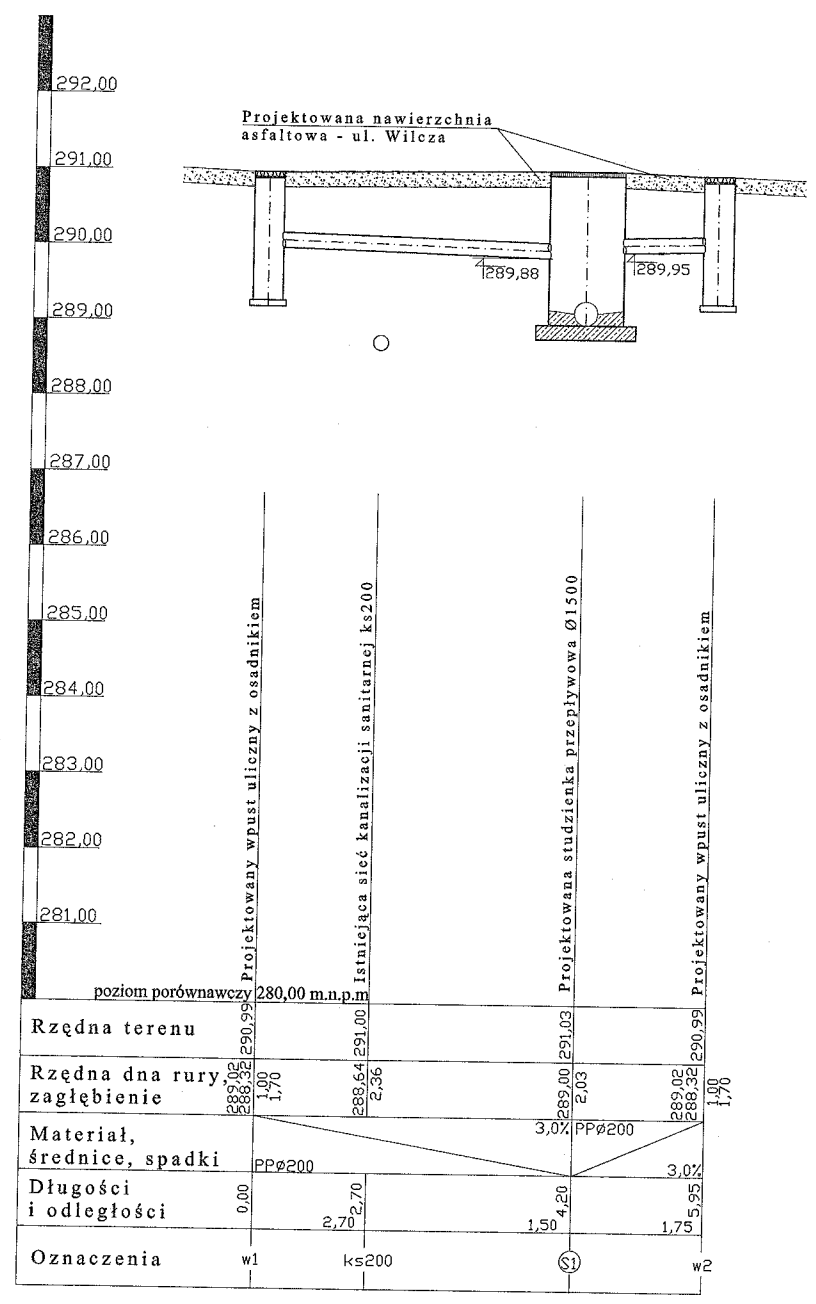 292,00
Projektowana nawierzchnia
asfaltowa - ul. Wilcza
291,00
290,00
289,88
289,95
289,00
288,00
287,00
286,00
285,00
284,00
283,00
282,00
281,00
Projektowany wpust uliczny z osadnikiem
Istniejąca sieć kanalizacji sanitarnej ks200
Projektowana studzienka przepływowa Ø1500
Projektowany wpust uliczny z osadnikiem
poziom porównawczy 280,00 m.n.p.m
Rzędna terenu
290,99
291,00
291,03
290,99
Rzędna dna rury,
zagłębienie
289,02
288,32
1,00
1,70
288,64
2,36
289,00
2,03
289,02
288,32
1,00
1,70
Materiał,
średnice, spadki
PPø200
3,0%
PPø200
3,0%
Długości
i odległości
0,00
2,70
2,70
1,50
4,20
1,75
5,95
Oznaczenia
w1
ks200
S1
w2